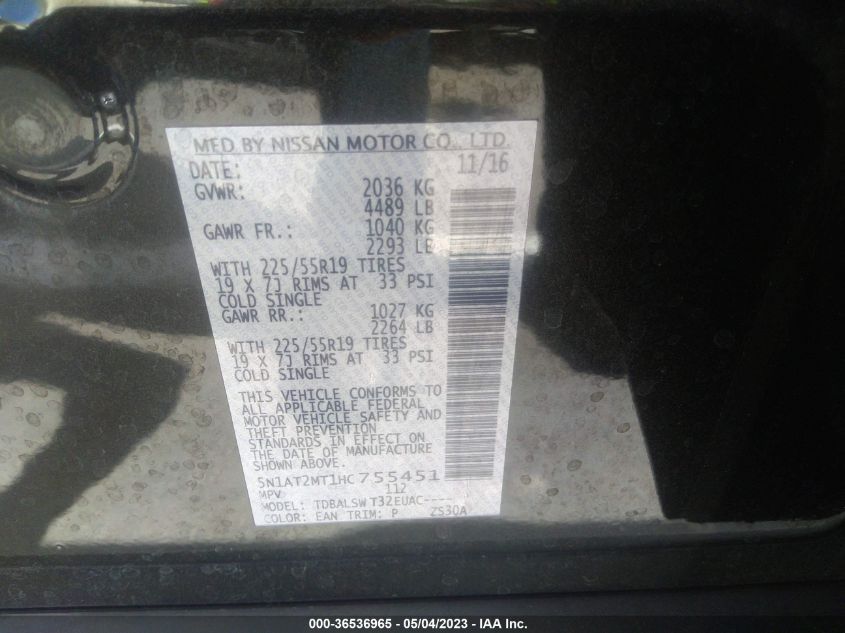 MFD BY NISSAN MOTOR CO., LTD.
DATE: 11/16
GVWR: 2036 KG
4489 LB
GAWR FR.: 1040 KG
2293 LB
WITH 225/55R19 TIRES
19 X 7J RIMS AT 33 PSI
COLD SINGLE
GAWR RR.: 1027 KG
2264 LB
WITH 225/55R19 TIRES
19 X 7J RIMS AT 33 PSI
COLD SINGLE
THIS VEHICLE CONFORMS TO
ALL APPLICABLE FEDERAL
MOTOR VEHICLE SAFETY AND
THEFT PREVENTION
STANDARDS IN EFFECT ON
THE DATE OF MANUFACTURE
SHOWN ABOVE.
5N1AT2MT1HC755451
MPV 112
MODEL: TDBALSW T32EUAC----
COLOR: EAN TRIM: P ZS30A
000-36536965 - 05/04/2023 - IAA Inc.